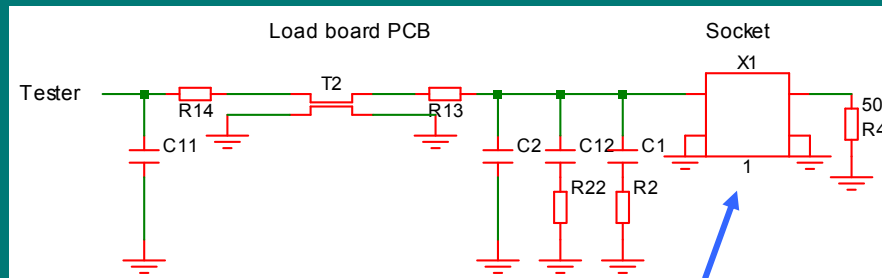 Load board PCB
Socket
Tester
R14
T2
R13
X1
50
R4
C11
C2
C12
C1
R22
R2
1